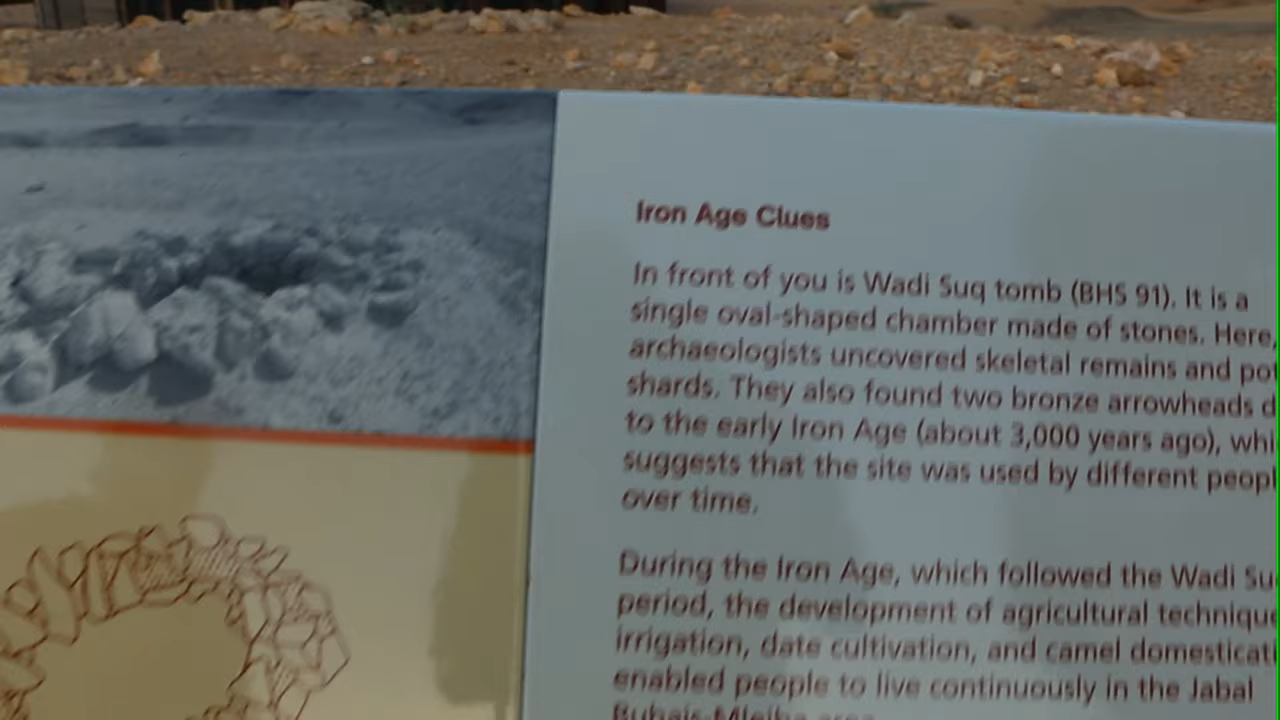 Iron Age Clues
In front of you is Wadi Suq tomb (BHS 91). It is a
single oval-shaped chamber made of stones. Here,
archaeologists uncovered skeletal remains and
shards. They also found two bronze arrowheads
to the early Iron Age (about 3,000 years ago),
suggests that the site was used by different
over time.
During the Iron Age, which followed the Wadi
period, the development of agricultural
irrigation, date cultivation, and camel
enabled people to live continuously in the Jabal